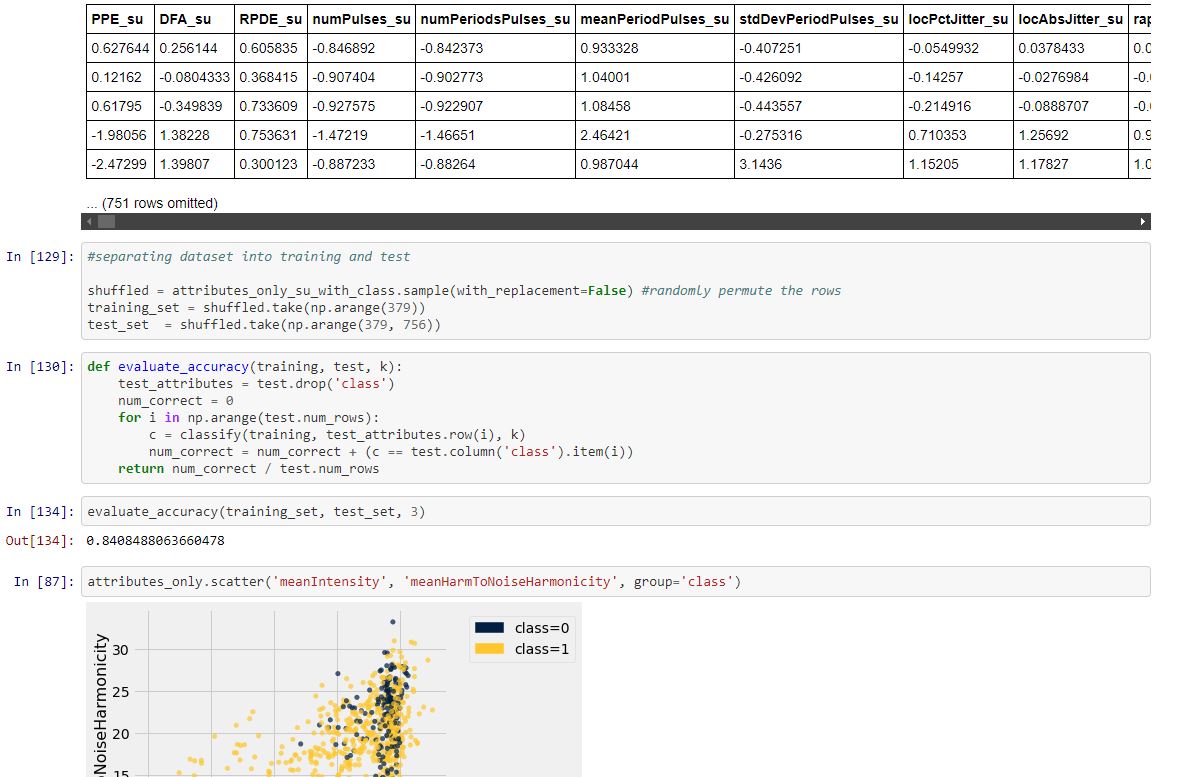 PPE_su DFA_su RPDE_su numPulses_su numPeriodsPulses_su meanPeriodPulses_su stdDevPeriodPulses_su locPctJitter_su locAbsJitter_su
0.627644 0.256144 0.605835 -0.846892 -0.842373 0.933328 -0.407251 -0.0549932 0.0378433
0.12162 -0.0804333 0.368415 -0.907404 -0.902773 1.04001 -0.426092 -0.14257 -0.0276984
0.61795 -0.349839 0.733609 -0.927575 -0.922907 1.08458 -0.443557 -0.214916 -0.0888707
-1.98056 1.38228 0.753631 -1.47219 -1.46651 2.46421 -0.275316 0.710353 1.25692
-2.47299 1.39807 0.300123 -0.887233 -0.88264 0.987044 3.1436 1.15205 1.17827
... (751 rows omitted)
In [129]: #separating dataset into training and test
shuffled = attributes_only_su_with_class.sample(with_replacement=False) #randomly permute the rows
training_set = shuffled.take(np.arange(379))
test_set  = shuffled.take(np.arange(379, 756))
In [130]: def evaluate_accuracy(training, test, k):
    test_attributes = test.drop('class')
    num_correct = 0
    for i in np.arange(test.num_rows):
        c = classify(training, test_attributes.row(i), k)
        num_correct = num_correct + (c == test.column('class').item(i))
    return num_correct / test.num_rows
In [134]: evaluate_accuracy(training_set, test_set, 3)
Out[134]: 0.8408488063660478
In [87]: attributes_only.scatter('meanIntensity', 'meanHarmToNoiseHarmonicity', group='class')
class=0
class=1
30
25
20
15
NoiseHarmonicity